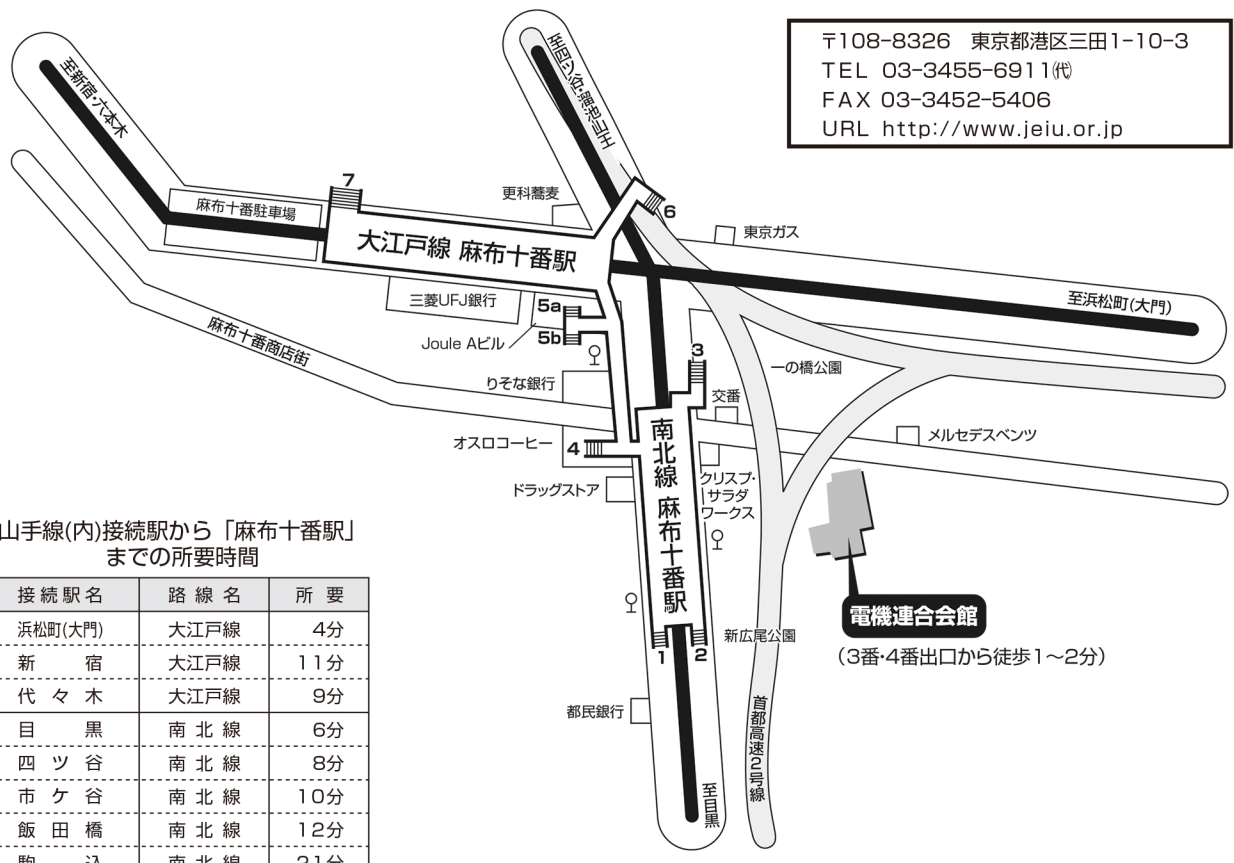 〒108-8326 東京都港区三田1-10-3
TEL 03-3455-6911㈹
FAX 03-3452-5406
URL http://www.jeiu.or.jp
至新宿・六本木
至四ツ谷・溜池山王
7
更科蕎麦
6
麻布十番駐車場
東京ガス
大江戸線 麻布十番駅
三菱UFJ銀行
5a
5b
至浜松町(大門)
Joule Aビル
麻布十番商店街
3
一の橋公園
りそな銀行
交番
オスロコーヒー
4
メルセデスベンツ
南北線 麻布十番駅
ドラッグストア
クリスプ・
サラダ
ワークス
1
2
新広尾公園
電機連合会館
(3番・4番出口から徒歩1〜2分)
都民銀行
首都高速2号線
至目黒
山手線(内)接続駅から「麻布十番駅」
までの所要時間
接続駅名 路線名 所要
浜松町(大門) 大江戸線 4分
新宿 大江戸線 11分
代々木 大江戸線 9分
目黒 南北線 6分
四ツ谷 南北線 8分
市ケ谷 南北線 10分
飯田橋 南北線 12分
駒込 南北線 21分